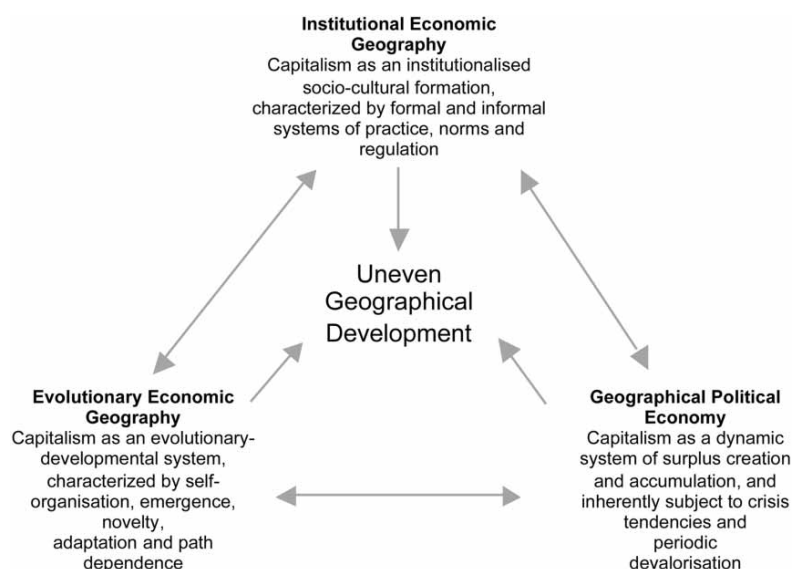 Institutional Economic
Geography
Capitalism as an institutionalised
socio-cultural formation,
characterized by formal and informal
systems of practice, norms and
regulation
Uneven
Geographical
Development
Evolutionary Economic
Geography
Capitalism as an evolutionary-
developmental system,
characterized by self-
organisation, emergence,
novelty,
adaptation and path
dependence
Geographical Political
Economy
Capitalism as a dynamic
system of surplus creation
and accumulation, and
inherently subject to crisis
tendencies and
periodic
devalorisation